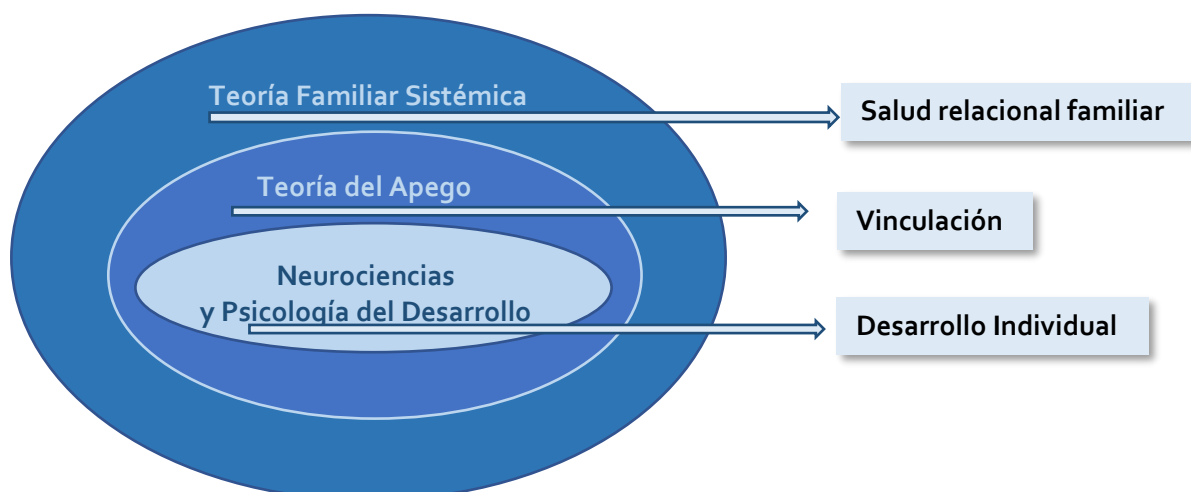 Teoría Familiar Sistémica
Salud relacional familiar
Teoría del Apego
Vinculación
Neurociencias
y Psicología del Desarrollo
Desarrollo Individual